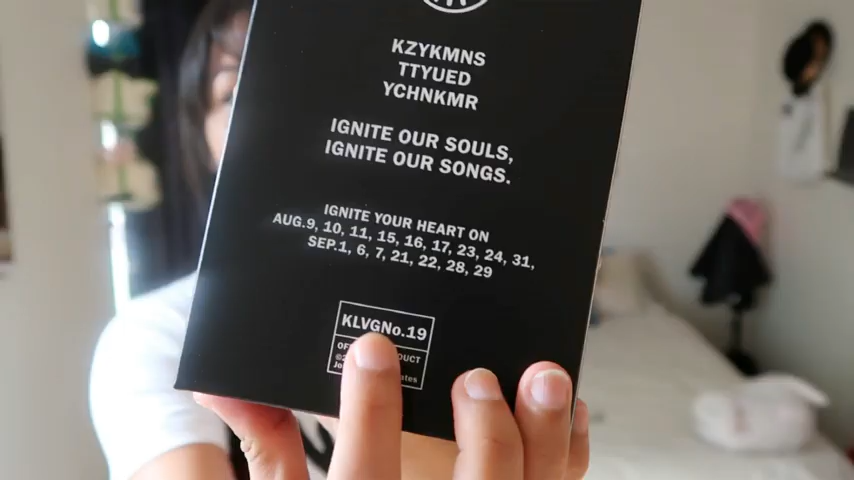 KZYKMNS
TTYUED
YCHNKMR
IGNITE OUR SOULS,
IGNITE OUR SONGS.
IGNITE YOUR HEART ON
AUG.9, 10, 11, 15, 16, 17, 23, 24, 31,
SEP.1, 6, 7, 21, 22, 28, 29
KLVGNo.19